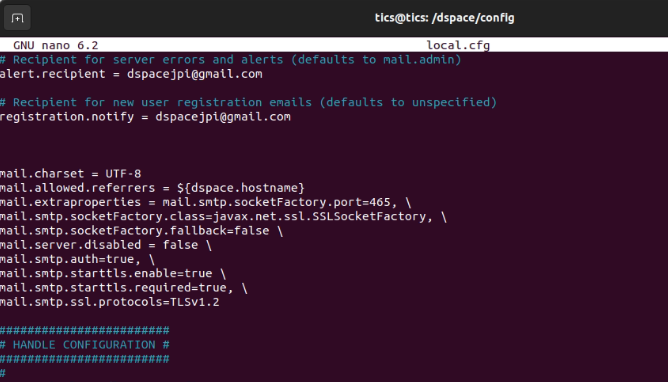 tics@tics: /dspace/config
GNU nano 6.2 local.cfg
# Recipient for server errors and alerts (defaults to mail.admin)
alert.recipient = dspacejpi@gmail.com
# Recipient for new user registration emails (defaults to unspecified)
registration.notify = dspacejpi@gmail.com
mail.charset = UTF-8
mail.allowed.referrers = ${dspace.hostname}
mail.extraproperties = mail.smtp.socketFactory.port=465, \
mail.smtp.socketFactory.class=javax.net.ssl.SSLSocketFactory, \
mail.smtp.socketFactory.fallback=false \
mail.server.disabled = false \
mail.smtp.auth=true, \
mail.smtp.starttls.enable=true \
mail.smtp.starttls.required=true, \
mail.smtp.ssl.protocols=TLSv1.2
########################
# HANDLE CONFIGURATION #
########################
#